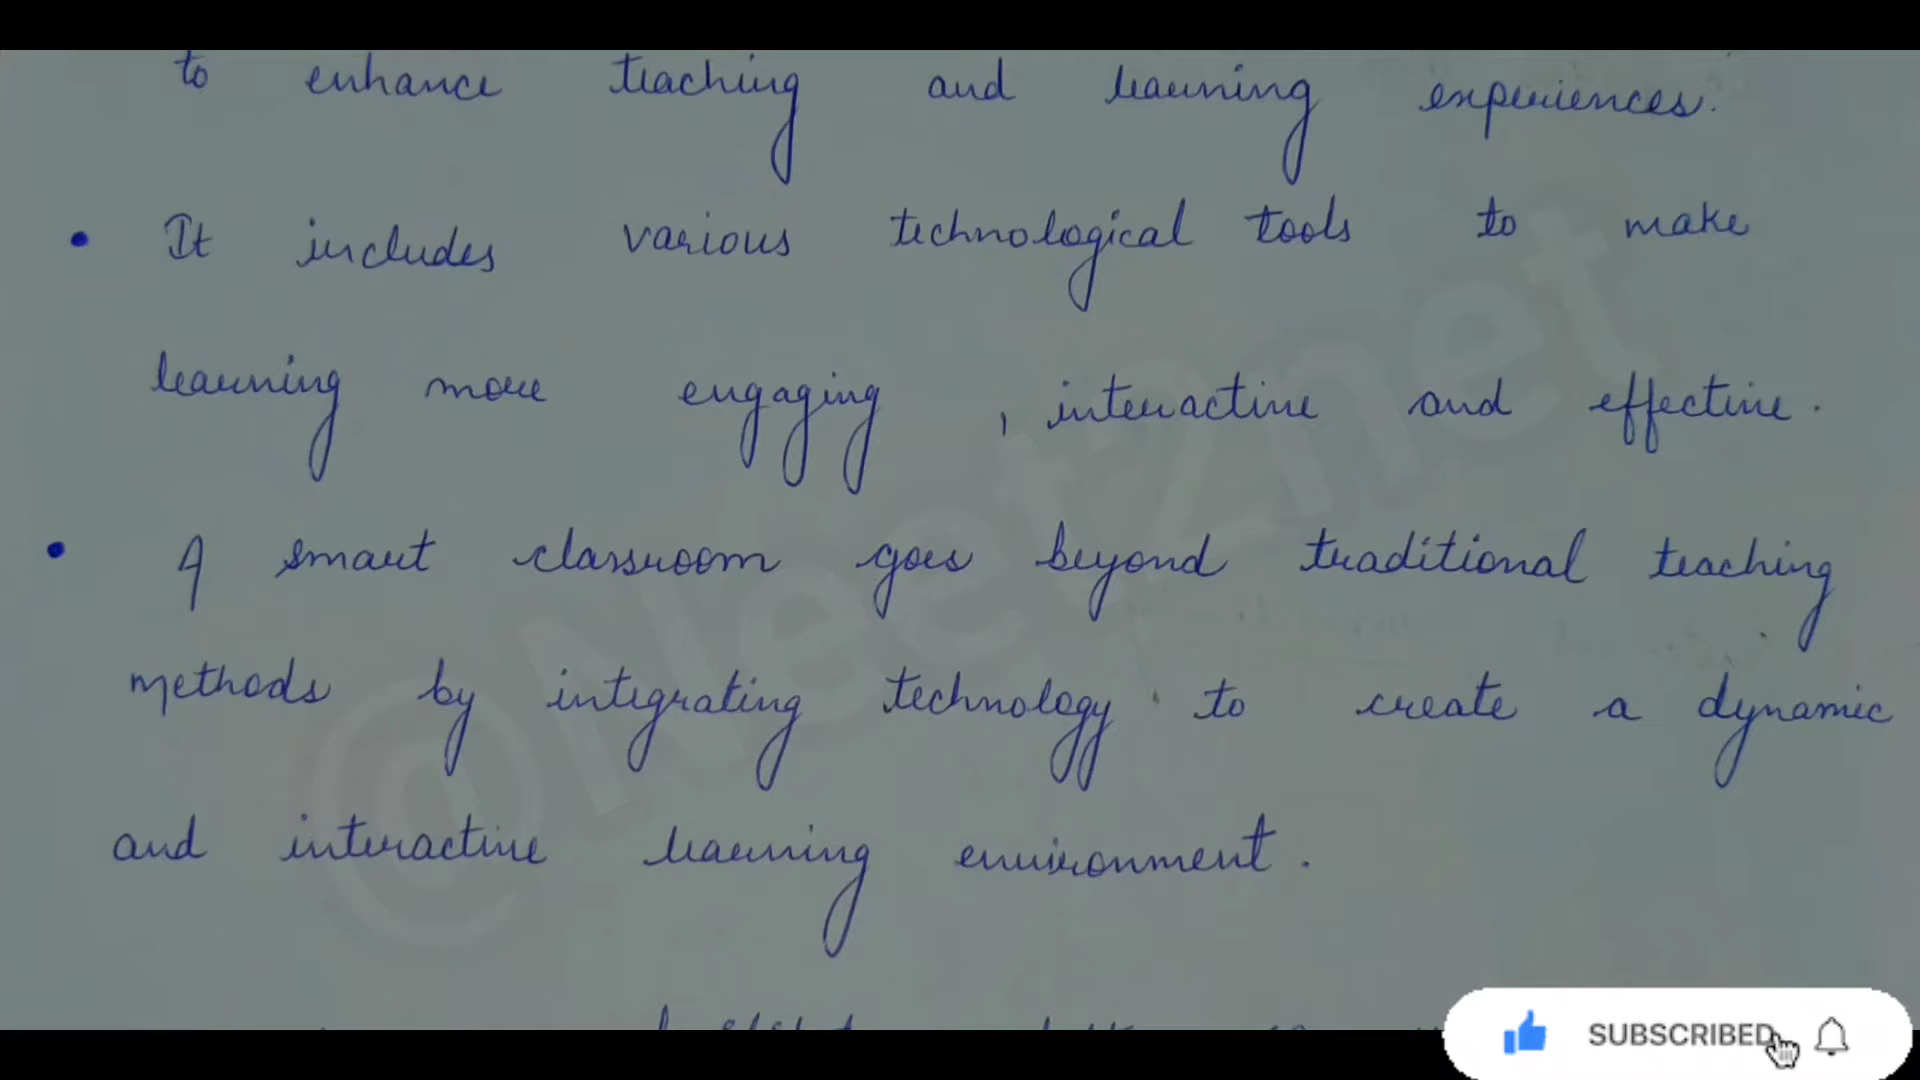 to enhance teaching and learning experiences.
• It includes various technological tools to make
learning more engaging, interactive and effective.
• A smart classroom goes beyond traditional teaching
methods by integrating technology to create a dynamic
and interactive learning environment.
@Neet2net
SUBSCRIBED